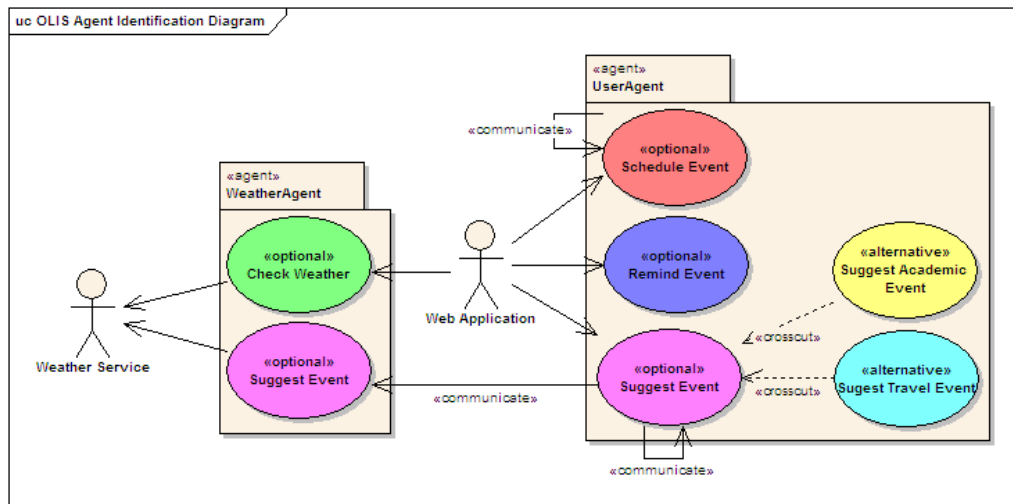 uc OLIS Agent Identification Diagram
«agent»
UserAgent
«communicate»
«optional»
Schedule Event
«agent»
WeatherAgent
«optional»
Check Weather
«optional»
Remind Event
«alternative»
Suggest Academic
Event
Web Application
«crosscut»
Weather Service
«optional»
Suggest Event
«optional»
Suggest Event
«alternative»
Sugest Travel Event
«communicate»
«crosscut»
«communicate»